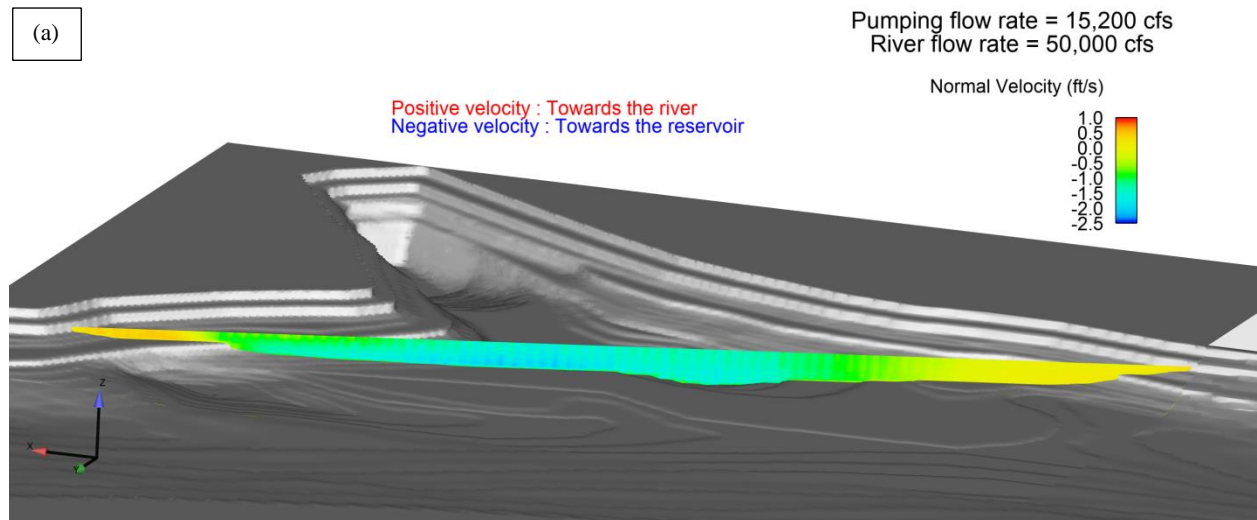 (a)
Pumping flow rate = 15,200 cfs
River flow rate = 50,000 cfs
Normal Velocity (ft/s)
Positive velocity : Towards the river
Negative velocity : Towards the reservoir
1.0
0.5
0.0
-0.5
-1.0
-1.5
-2.0
-2.5
Z
X
Y